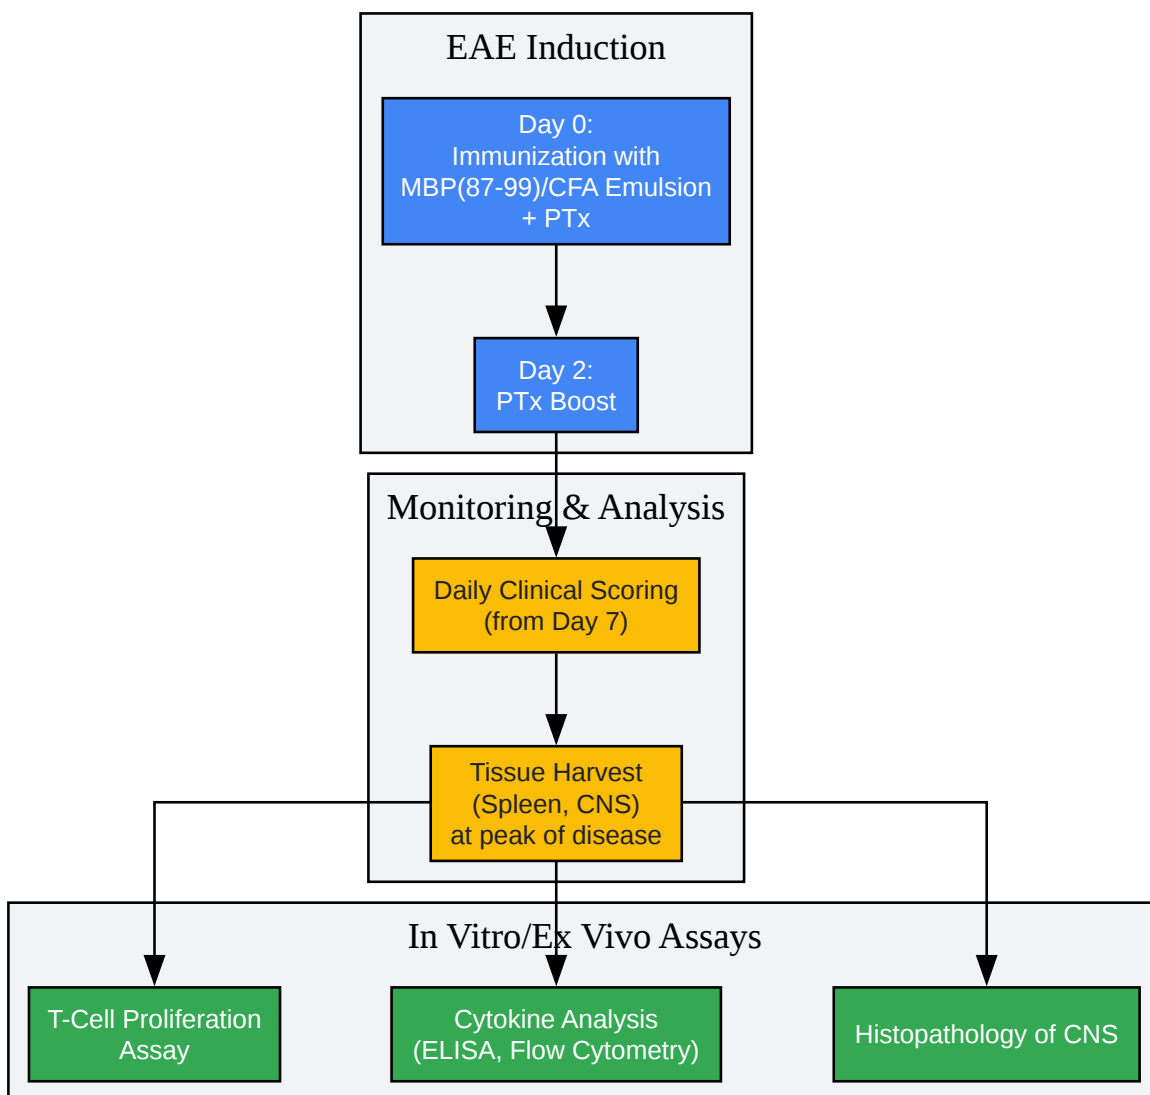 EAE Induction
Day 0:
Immunization with
MBP(87-99)/CFA Emulsion
+ PTx
Day 2:
PTx Boost
Monitoring & Analysis
Daily Clinical Scoring
(from Day 7)
Tissue Harvest
(Spleen, CNS)
at peak of disease
In Vitro/Ex Vivo Assays
T-Cell Proliferation
Assay
Cytokine Analysis
(ELISA, Flow Cytometry)
Histopathology of CNS